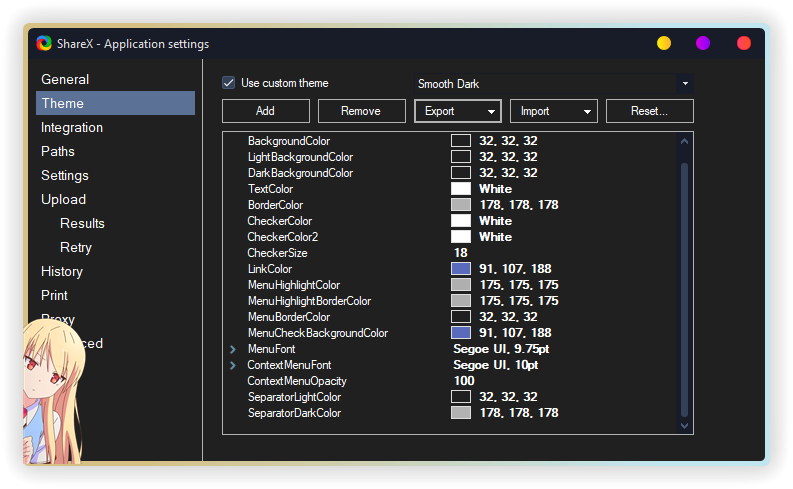 ShareX - Application settings
General
Theme
Integration
Paths
Settings
Upload
Results
Retry
History
Print
Proxy
Use custom theme
Smooth Dark
Add Remove Export Import Reset...
BackgroundColor 32, 32, 32
LightBackgroundColor 32, 32, 32
DarkBackgroundColor 32, 32, 32
TextColor White
BorderColor 178, 178, 178
CheckerColor White
CheckerColor2 White
CheckerSize 18
LinkColor 91, 107, 188
MenuHighlightColor 175, 175, 175
MenuHighlightBorderColor 175, 175, 175
MenuBorderColor 32, 32, 32
MenuCheckBackgroundColor 91, 107, 188
MenuFont Segoe UI, 9.75pt
ContextMenuFont Segoe UI, 10pt
ContextMenuOpacity 100
SeparatorLightColor 32, 32, 32
SeparatorDarkColor 178, 178, 178